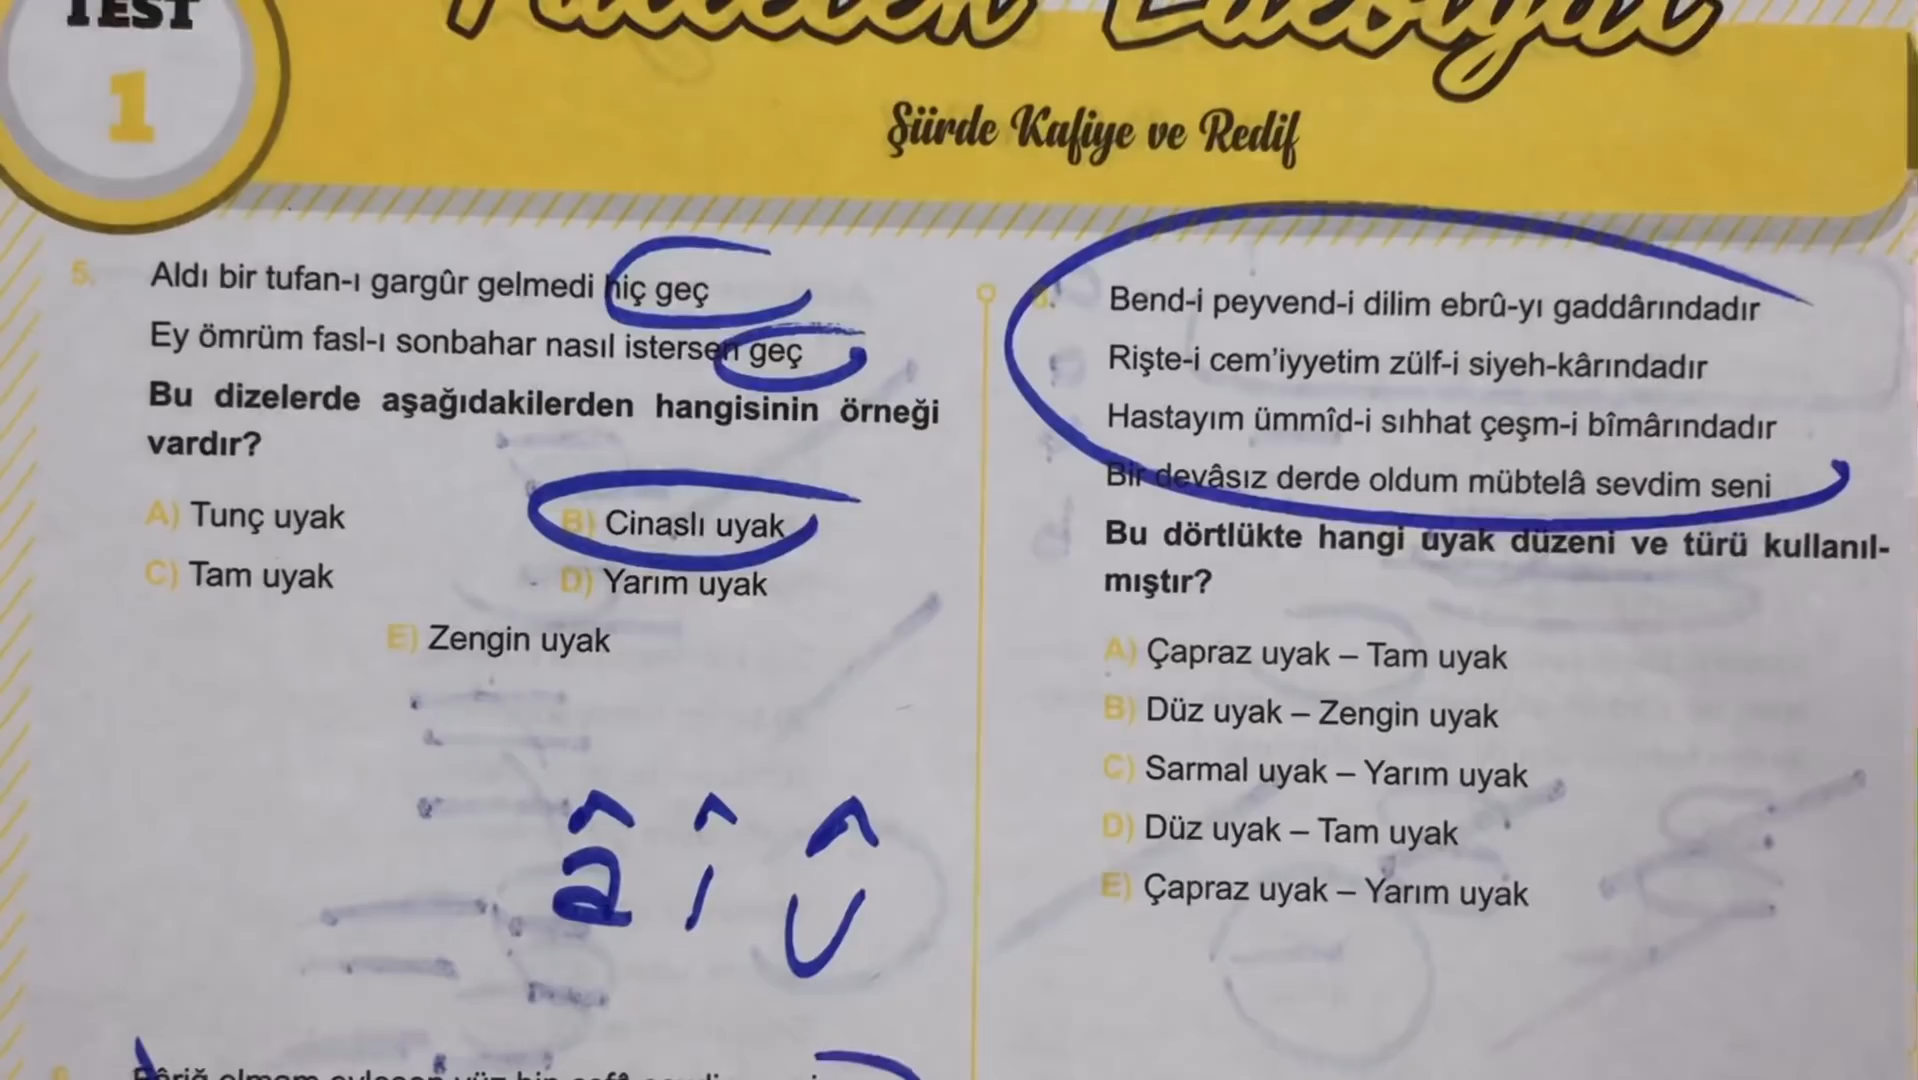 TEST
1
Şiirde Kafiye ve Redif
5.
Aldı bir tufan-ı gargûr gelmedi hiç geç
Ey ömrüm fasl-ı sonbahar nasıl istersen geç
Bu dizelerde aşağıdakilerden hangisinin örneği
vardır?
A) Tunç uyak
B) Cinaslı uyak
C) Tam uyak
D) Yarım uyak
E) Zengin uyak
â î û
Bend-i peyvend-i dilim ebrû-yı gaddârındadır
Rişte-i cem'iyyetim zülf-i siyeh-kârındadır
Hastayım ümmîd-i sıhhat çeşm-i bîmârındadır
Bir devâsız derde oldum mübtelâ sevdim seni
Bu dörtlükte hangi uyak düzeni ve türü kullanıl-
mıştır?
A) Çapraz uyak – Tam uyak
B) Düz uyak – Zengin uyak
C) Sarmal uyak – Yarım uyak
D) Düz uyak – Tam uyak
E) Çapraz uyak – Yarım uyak